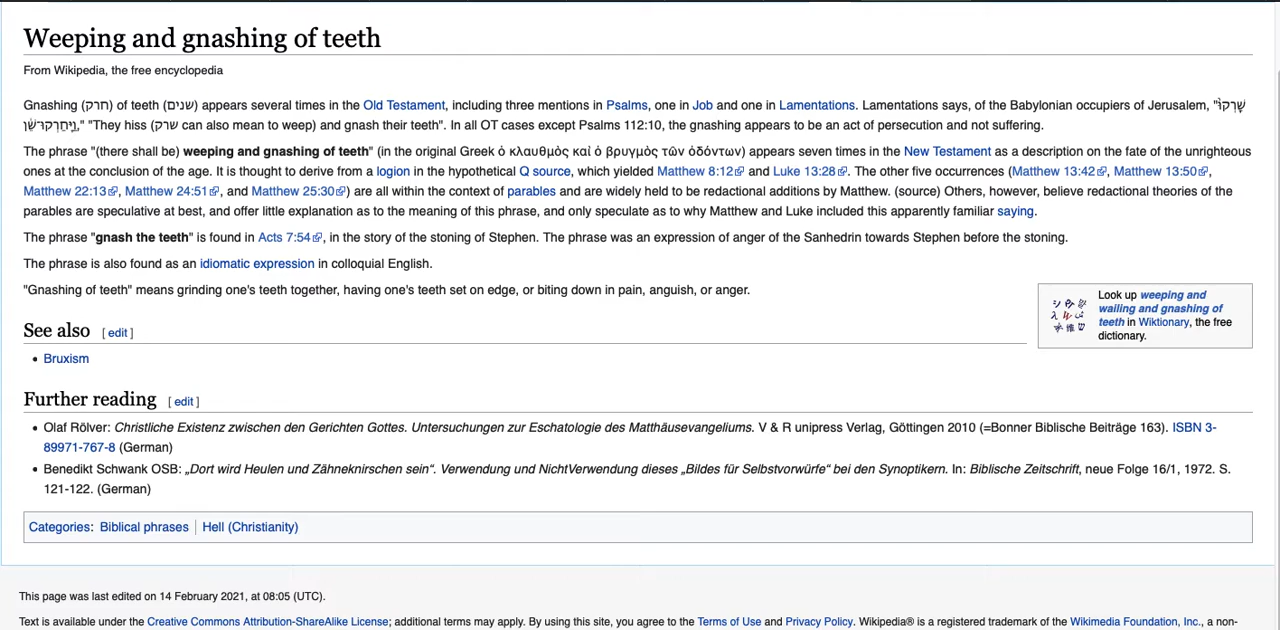 Weeping and gnashing of teeth
From Wikipedia, the free encyclopedia
Gnashing (חרק) of teeth (שנים) appears several times in the Old Testament, including three mentions in Psalms, one in Job and one in Lamentations. Lamentations says, of the Babylonian occupiers of Jerusalem, "שָׁרְקוּ֙
וַיַּֽחַרְקוּ־שֵׁ֔ן," "They hiss (שרק can also mean to weep) and gnash their teeth". In all OT cases except Psalms 112:10, the gnashing appears to be an act of persecution and not suffering.
The phrase "(there shall be) weeping and gnashing of teeth" (in the original Greek ὁ κλαυθμὸς καὶ ὁ βρυγμὸς τῶν ὀδόντων) appears seven times in the New Testament as a description on the fate of the unrighteous
ones at the conclusion of the age. It is thought to derive from a logion in the hypothetical Q source, which yielded Matthew 8:12 and Luke 13:28. The other five occurrences (Matthew 13:42, Matthew 13:50,
Matthew 22:13, Matthew 24:51, and Matthew 25:30) are all within the context of parables and are widely held to be redactional additions by Matthew. (source) Others, however, believe redactional theories of the
parables are speculative at best, and offer little explanation as to the meaning of this phrase, and only speculate as to why Matthew and Luke included this apparently familiar saying.
The phrase "gnash the teeth" is found in Acts 7:54, in the story of the stoning of Stephen. The phrase was an expression of anger of the Sanhedrin towards Stephen before the stoning.
The phrase is also found as an idiomatic expression in colloquial English.
"Gnashing of teeth" means grinding one's teeth together, having one's teeth set on edge, or biting down in pain, anguish, or anger.
Look up weeping and
wailing and gnashing of
teeth in Wiktionary, the free
dictionary.
See also [ edit ]
• Bruxism
Further reading [ edit ]
• Olaf Rölver: Christliche Existenz zwischen den Gerichten Gottes. Untersuchungen zur Eschatologie des Matthäusevangeliums. V & R unipress Verlag, Göttingen 2010 (=Bonner Biblische Beiträge 163). ISBN 3-
89971-767-8 (German)
• Benedikt Schwank OSB: „Dort wird Heulen und Zähneknirschen sein“. Verwendung und NichtVerwendung dieses „Bildes für Selbstvorwürfe“ bei den Synoptikern. In: Biblische Zeitschrift, neue Folge 16/1, 1972. S.
121-122. (German)
Categories: Biblical phrases | Hell (Christianity)
This page was last edited on 14 February 2021, at 08:05 (UTC).
Text is available under the Creative Commons Attribution-ShareAlike License; additional terms may apply. By using this site, you agree to the Terms of Use and Privacy Policy. Wikipedia® is a registered trademark of the Wikimedia Foundation, Inc., a non-